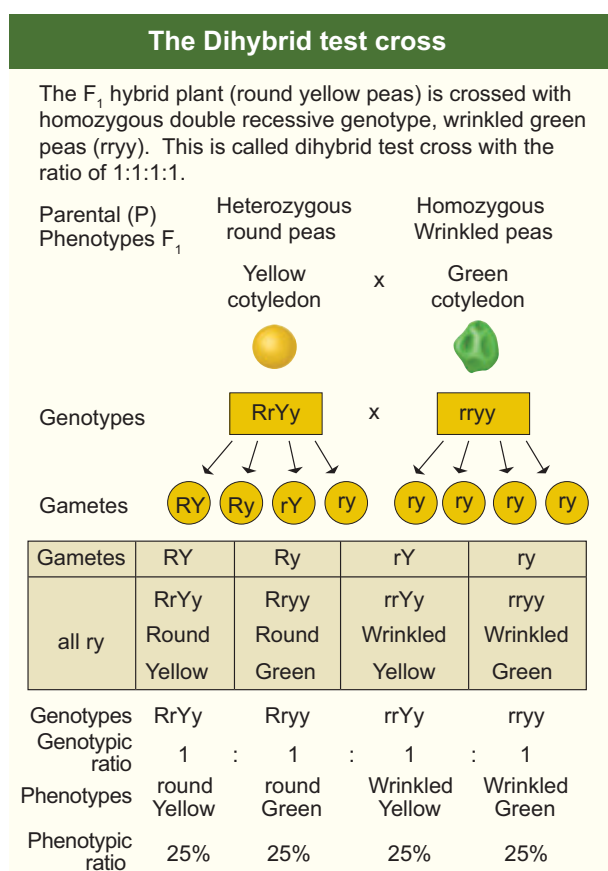 The Dihybrid test cross
The F₁ hybrid plant (round yellow peas) is crossed with
homozygous double recessive genotype, wrinkled green
peas (rryy). This is called dihybrid test cross with the
ratio of 1:1:1:1.
Parental (P) Heterozygous Homozygous
Phenotypes F₁ round peas Wrinkled peas
Yellow x Green
cotyledon cotyledon
Genotypes RrYy x rryy
Gametes RY Ry rY ry ry ry ry ry
Gametes RY Ry rY ry
RrYy Rryy rrYy rryy
all ry Round Round Wrinkled Wrinkled
Yellow Green Yellow Green
Genotypes RrYy Rryy rrYy rryy
Genotypic
ratio 1 : 1 : 1 : 1
Phenotypes round round Wrinkled Wrinkled
Yellow Green Yellow Green
Phenotypic
ratio 25% 25% 25% 25%